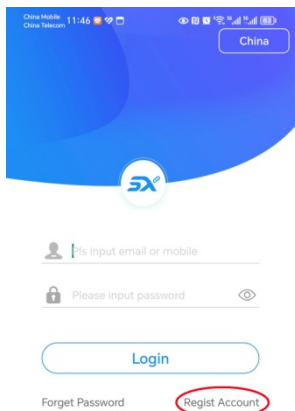 China Mobile
China Telecom
11:46
China
SX
Pls input email or mobile
Please input password
Login
Forget Password
Regist Account